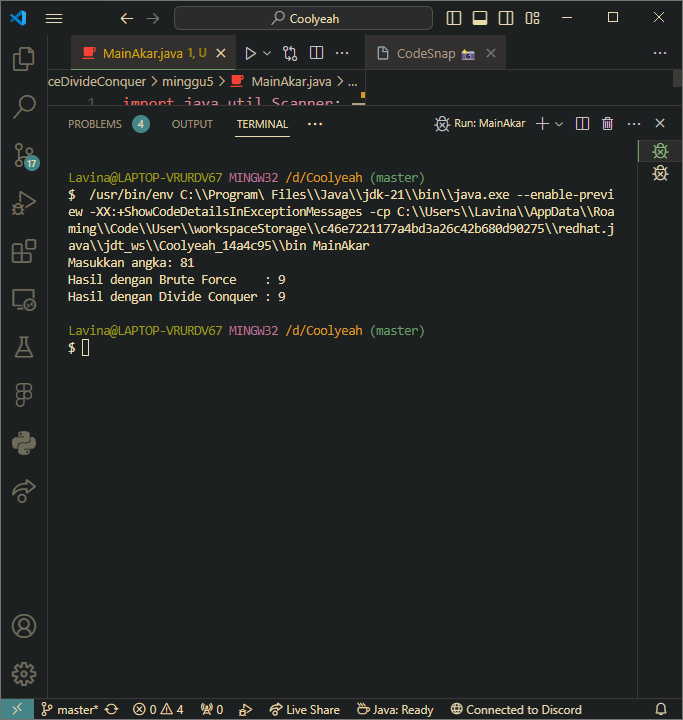 Coolyeah
MainAkar.java 1, U
CodeSnap 📸
ceDivideConquer > minggu5 > MainAkar.java > ...
1 import java.util.Scanner;
PROBLEMS 4 OUTPUT TERMINAL ... Run: MainAkar
17
Lavina@LAPTOP-VRURDV67 MINGW32 /d/Coolyeah (master)
$  /usr/bin/env C:\\Program\ Files\\Java\\jdk-21\\bin\\java.exe --enable-previ
ew -XX:+ShowCodeDetailsInExceptionMessages -cp C:\\Users\\Lavina\\AppData\\Roa
ming\\Code\\User\\workspaceStorage\\c46e7221177a4bd3a26c42b680d90275\\redhat.j
ava\\jdt_ws\\Coolyeah_14a4c95\\bin MainAkar
Masukkan angka: 81
Hasil dengan Brute Force    : 9
Hasil dengan Divide Conquer : 9
Lavina@LAPTOP-VRURDV67 MINGW32 /d/Coolyeah (master)
$
master* 0 4 0 Live Share Java: Ready Connected to Discord